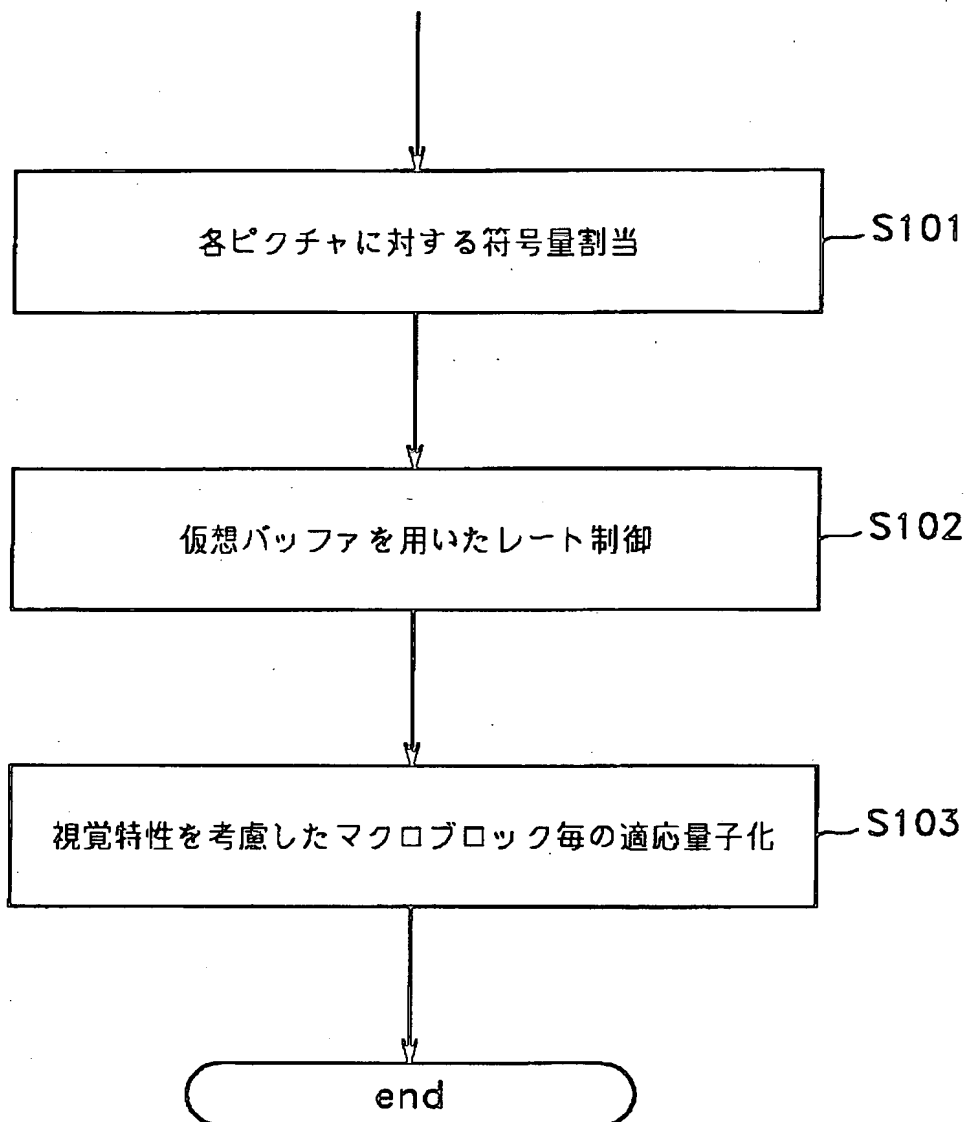 各ピクチャに対する符号量割当
S101
仮想バッファを用いたレート制御
S102
視覚特性を考慮したマクロブロック毎の適応量子化
S103
end